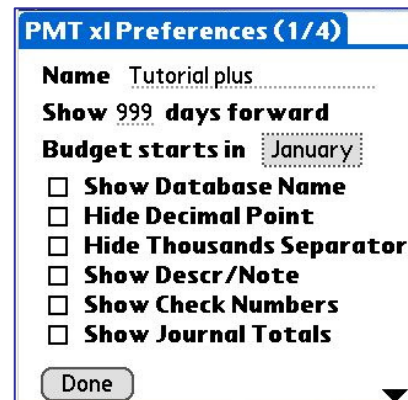 PMT xl Preferences (1/4)
Name Tutorial plus
Show 999 days forward
Budget starts in January
Show Database Name
Hide Decimal Point
Hide Thousands Separator
Show Descr/Note
Show Check Numbers
Show Journal Totals
Done